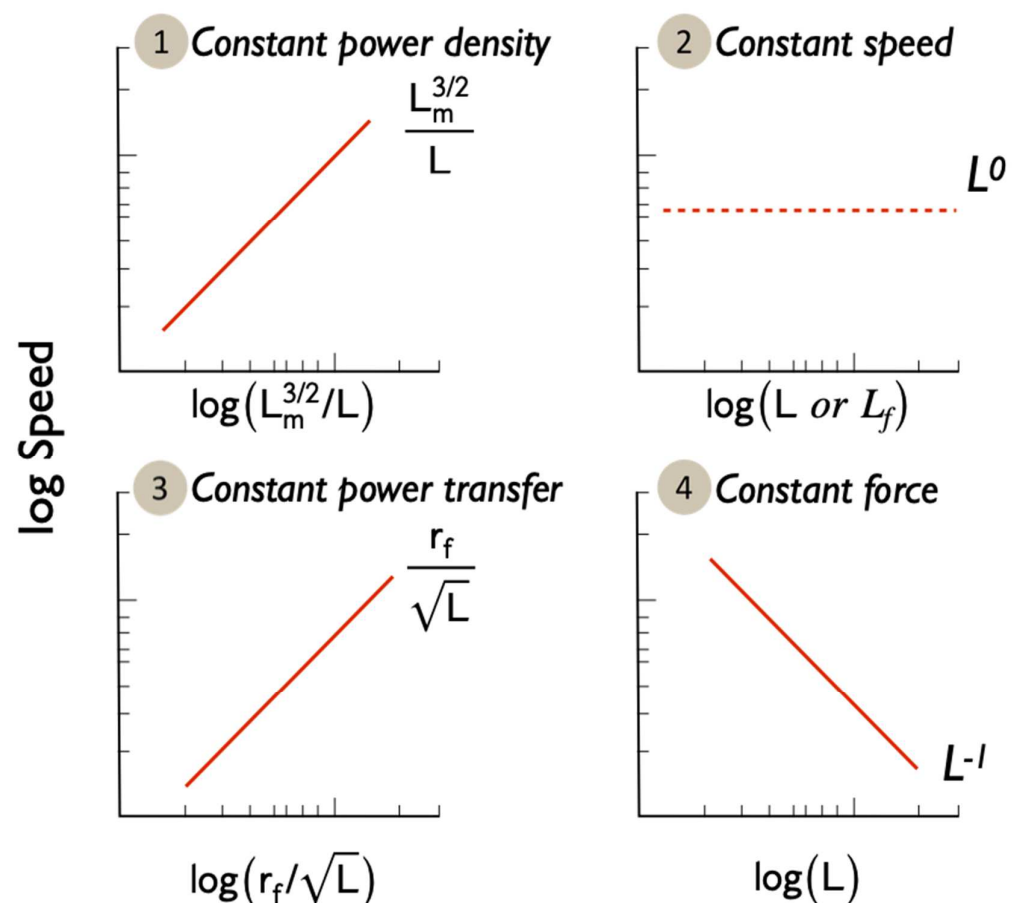 1 Constant power density
L_m^{3/2}
L
log(L_m^{3/2}/L)
2 Constant speed
L^0
log(L or L_f)
log Speed
3 Constant power transfer
r_f
√L
log(r_f/√L)
4 Constant force
L^{-1}
log(L)